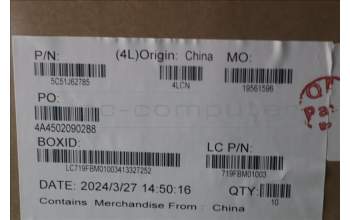 P/N: (4L)Origin: China MO:
5C51J62785 4LCN 19561596
PO:
4A4502090288
BOXID: LC P/N:
LC719FBM01003413327252 719FBM01003
DATE: 2024/3/27 14:50:16 QTY:
10
Contains Merchandise From : China